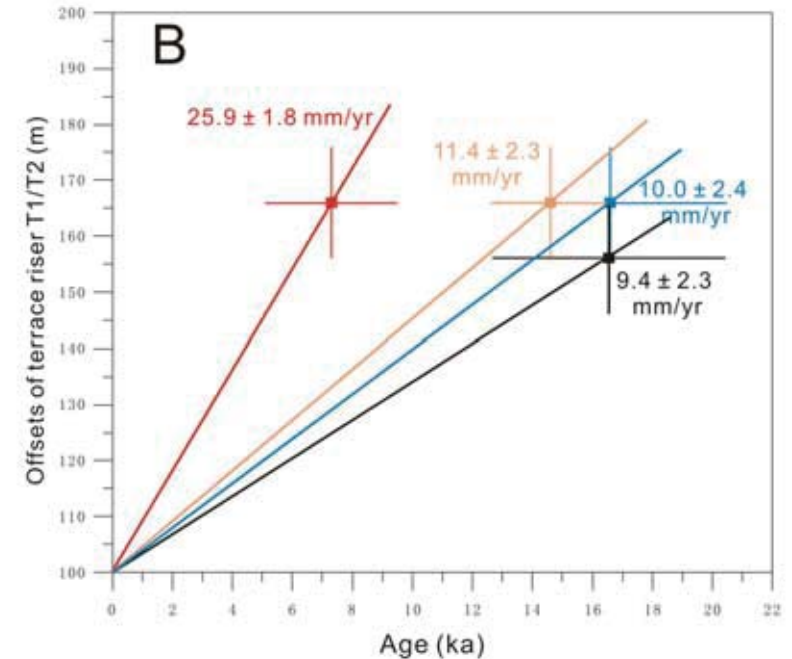 B
25.9 ± 1.8 mm/yr
11.4 ± 2.3
mm/yr
10.0 ± 2.4
mm/yr
9.4 ± 2.3
mm/yr
Offsets of terrace riser T1/T2 (m)
200
190
180
170
160
150
140
130
120
110
100
0 2 4 6 8 10 12 14 16 18 20 22
Age (ka)